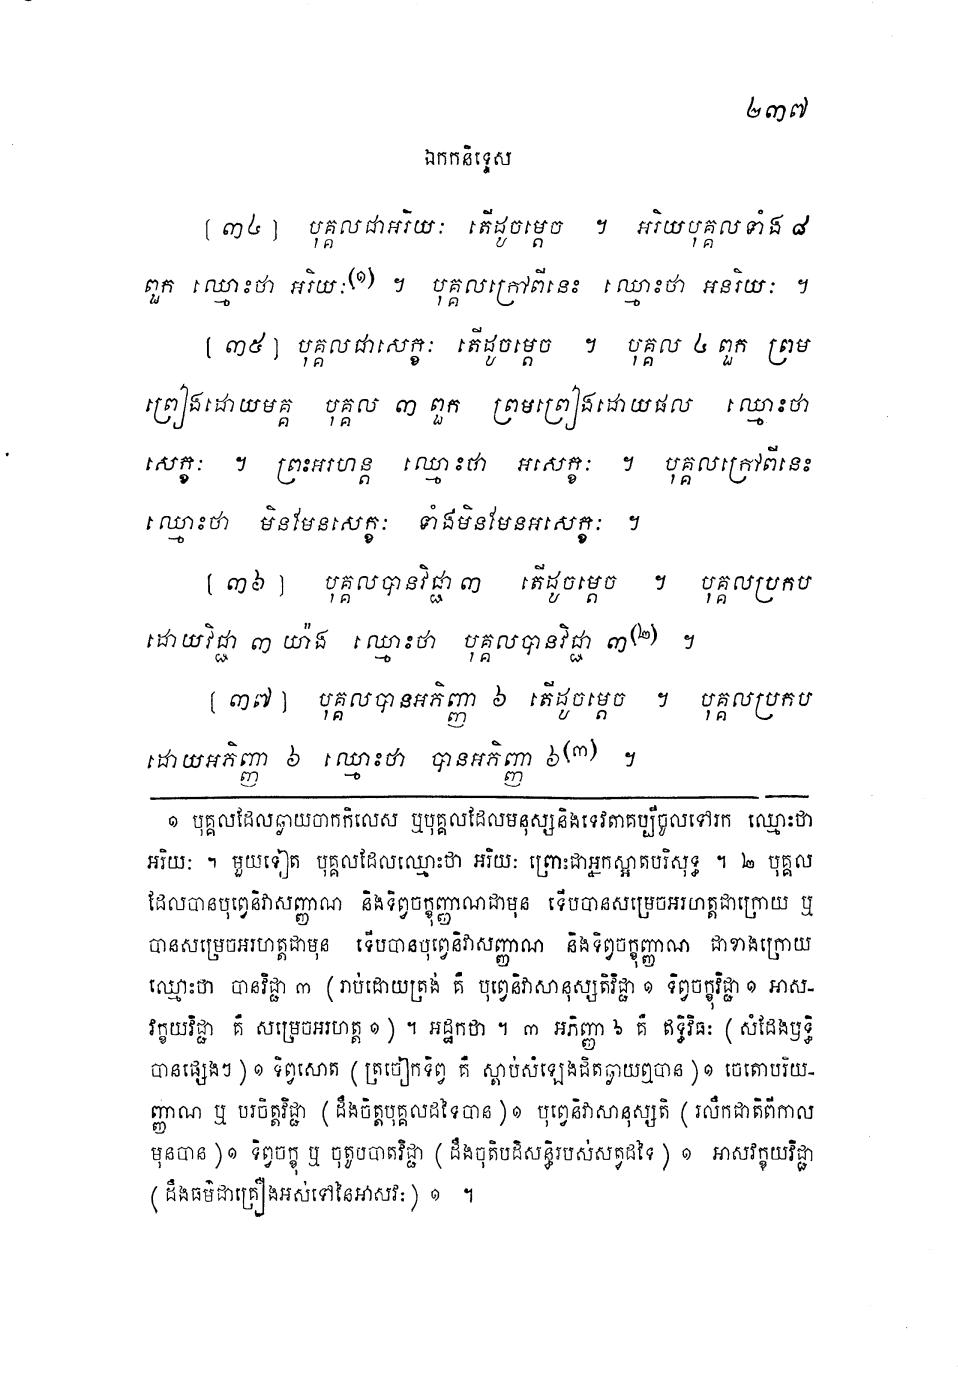 ២៣៧
ឯកកនិទ្ទេស
[ ៣៤ ] បុគ្គលជាអរិយៈ តើដូចម្តេច ។ អរិយបុគ្គលទាំង ៨
ពួក ឈ្មោះថា អរិយៈ(១) ។ បុគ្គលក្រៅពីនេះ ឈ្មោះថា អនរិយៈ ។
[ ៣៥ ] បុគ្គលជាសេក្ខៈ តើដូចម្តេច ។ បុគ្គល ៤ ពួក ព្រម
ព្រៀងដោយមគ្គ បុគ្គល ៣ ពួក ព្រមព្រៀងដោយផល ឈ្មោះថា
សេក្ខៈ ។ ព្រះអរហន្ត ឈ្មោះថា អសេក្ខៈ ។ បុគ្គលក្រៅពីនេះ
ឈ្មោះថា មិនមែនសេក្ខៈ ទាំងមិនមែនអសេក្ខៈ ។
[ ៣៦ ] បុគ្គលបានវិជ្ជា ៣ តើដូចម្តេច ។ បុគ្គលប្រកប
ដោយវិជ្ជា ៣ យ៉ាង ឈ្មោះថា បុគ្គលបានវិជ្ជា ៣(២) ។
[ ៣៧ ] បុគ្គលបានអភិញ្ញា ៦ តើដូចម្តេច ។ បុគ្គលប្រកប
ដោយអភិញ្ញា ៦ ឈ្មោះថា បានអភិញ្ញា ៦(៣) ។
១ បុគ្គលដែលឆ្ងាយចាកកិលេស ឬបុគ្គលដែលមនុស្សនិងទេវតាគប្បីចូលទៅរក ឈ្មោះថា
អរិយៈ ។ មួយទៀត បុគ្គលដែលឈ្មោះថា អរិយៈ ព្រោះជាអ្នកស្អាតបរិសុទ្ធ ។ ២ បុគ្គល
ដែលបានបុព្វេនិវាសញ្ញាណ និងទិព្វចក្ខុញ្ញាណជាមុន ទើបបានសម្រេចអរហត្តជាក្រោយ ឬ
បានសម្រេចអរហត្តជាមុន ទើបបានបុព្វេនិវាសញ្ញាណ និងទិព្វចក្ខុញ្ញាណ ជាខាងក្រោយ
ឈ្មោះថា បានវិជ្ជា ៣ (រាប់ដោយត្រង់ គឺ បុព្វេនិវាសានុស្សតិវិជ្ជា ១ ទិព្វចក្ខុវិជ្ជា ១ អាស-
វក្ខយវិជ្ជា គឺ សម្រេចអរហត្ត ១) ។ អដ្ឋកថា ។ ៣ អភិញ្ញា ៦ គឺ ឥទ្ធិវិធៈ (សំដែងឫទ្ធិ
បានផ្សេងៗ) ១ ទិព្វសោត (ត្រចៀកទិព្វ គឺ ស្តាប់សំឡេងជិតឆ្ងាយឮបាន) ១ ចេតោបរិយ-
ញ្ញាណ ឬ បរចិត្តវិជ្ជា (ដឹងចិត្តបុគ្គលដទៃបាន) ១ បុព្វេនិវាសានុស្សតិ (រលឹកជាតិពីកាល
មុនបាន) ១ ទិព្វចក្ខុ ឬ ចុតូបបាតវិជ្ជា (ដឹងចុតិបដិសន្ធិរបស់សត្វដទៃ) ១ អាសវក្ខយវិជ្ជា
(ដឹងធម៌ជាគ្រឿងអស់ទៅនៃអាសវៈ) ១ ។